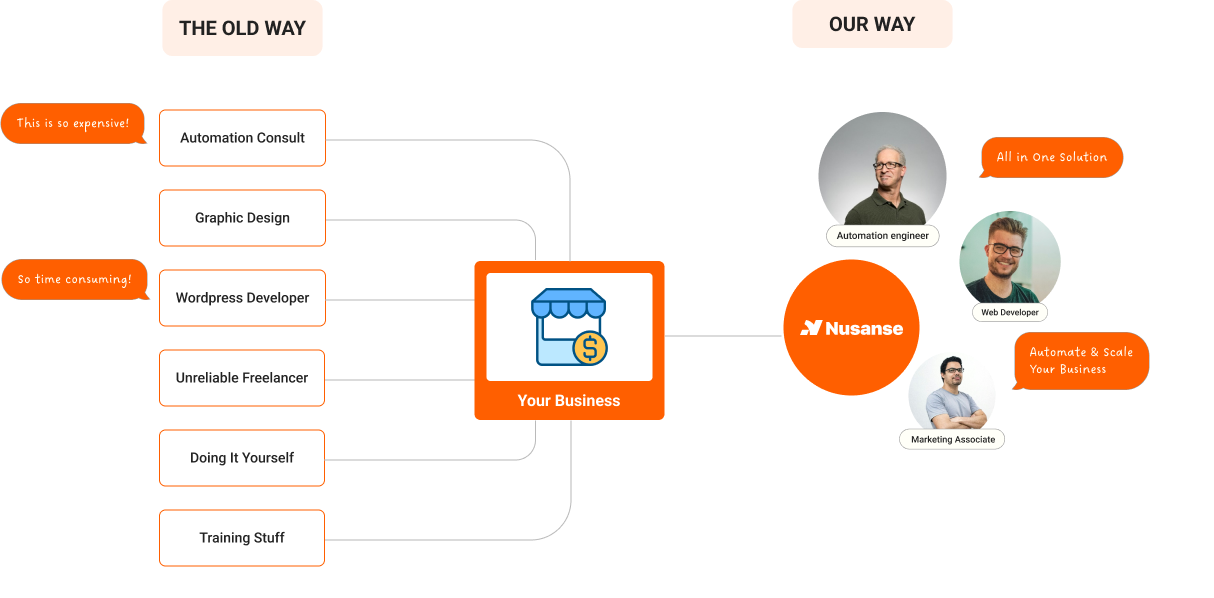 THE OLD WAY
OUR WAY
This is so expensive!
Automation Consult
Graphic Design
So time consuming!
Wordpress Developer
Unreliable Freelancer
Doing It Yourself
Training Stuff
$
Your Business
All in One Solution
Automation engineer
Web Developer
Nusanse
Automate & Scale
Your Business
Marketing Associate